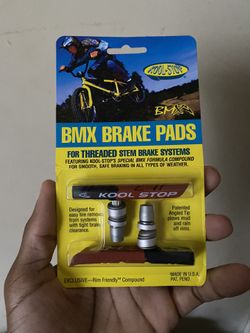 KOOL-STOP
BMX
BMX BRAKE PADS
FOR THREADED STEM BRAKE SYSTEMS
FEATURING KOOL-STOP'S SPECIAL BMX FORMULA COMPOUND
FOR SMOOTH, SAFE BRAKING IN ALL TYPES OF WEATHER.
KOOL STOP
Designed for
easy tire removal
from systems
with tight brake
clearance.
Patented
Angled Tip
plows mud
and rain
off rims.
EXCLUSIVE—Rim Friendly™ Compound
MADE IN U.S.A.
PAT. PEND.